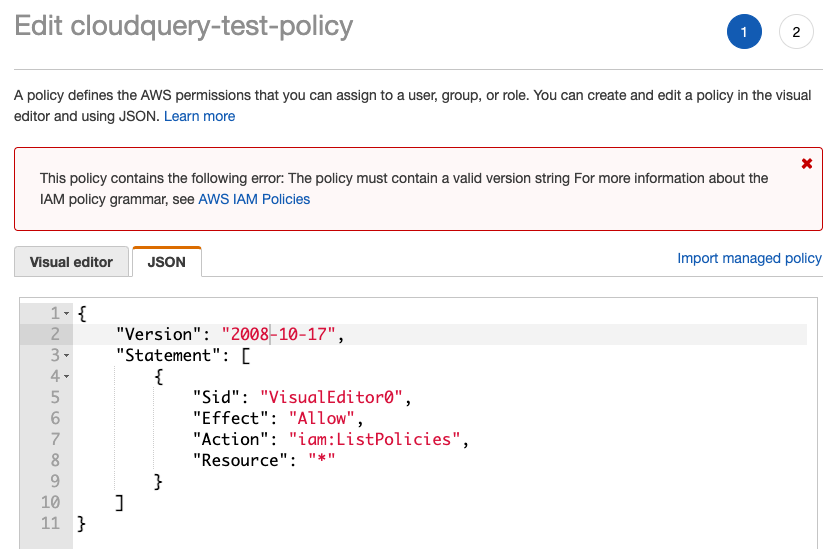 Edit cloudquery-test-policy
1 2
A policy defines the AWS permissions that you can assign to a user, group, or role. You can create and edit a policy in the visual
editor and using JSON. Learn more
This policy contains the following error: The policy must contain a valid version string For more information about the
IAM policy grammar, see AWS IAM Policies
Visual editor JSON Import managed policy
1 {
2 "Version": "2008-10-17",
3 "Statement": [
4 {
5 "Sid": "VisualEditor0",
6 "Effect": "Allow",
7 "Action": "iam:ListPolicies",
8 "Resource": "*"
9 }
10 ]
11 }